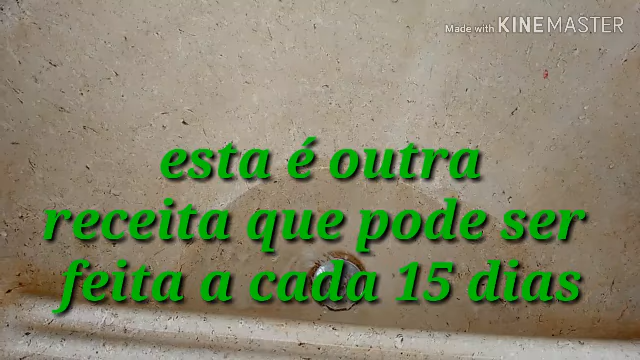 Made with KINEMASTER
esta é outra
receita que pode ser
feita a cada 15 dias